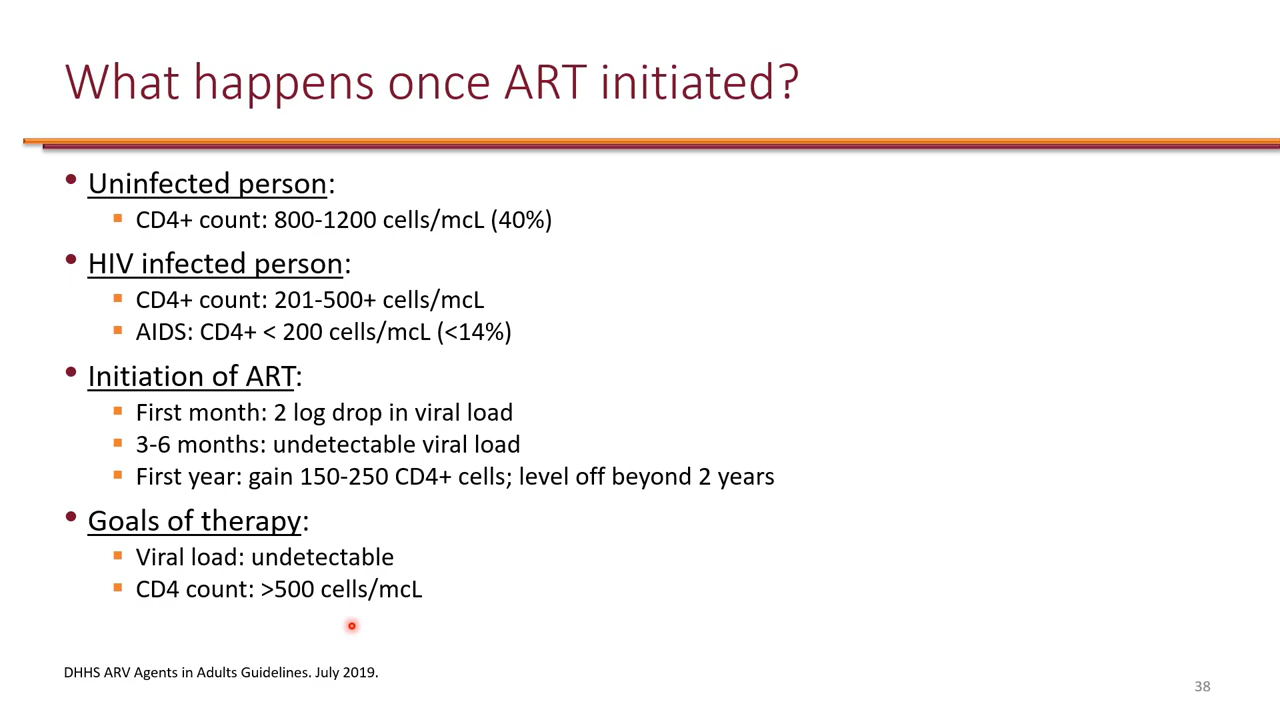 What happens once ART initiated?
• Uninfected person:
▪ CD4+ count: 800-1200 cells/mcL (40%)
• HIV infected person:
▪ CD4+ count: 201-500+ cells/mcL
▪ AIDS: CD4+ < 200 cells/mcL (<14%)
• Initiation of ART:
▪ First month: 2 log drop in viral load
▪ 3-6 months: undetectable viral load
▪ First year: gain 150-250 CD4+ cells; level off beyond 2 years
• Goals of therapy:
▪ Viral load: undetectable
▪ CD4 count: >500 cells/mcL
DHHS ARV Agents in Adults Guidelines. July 2019.
38